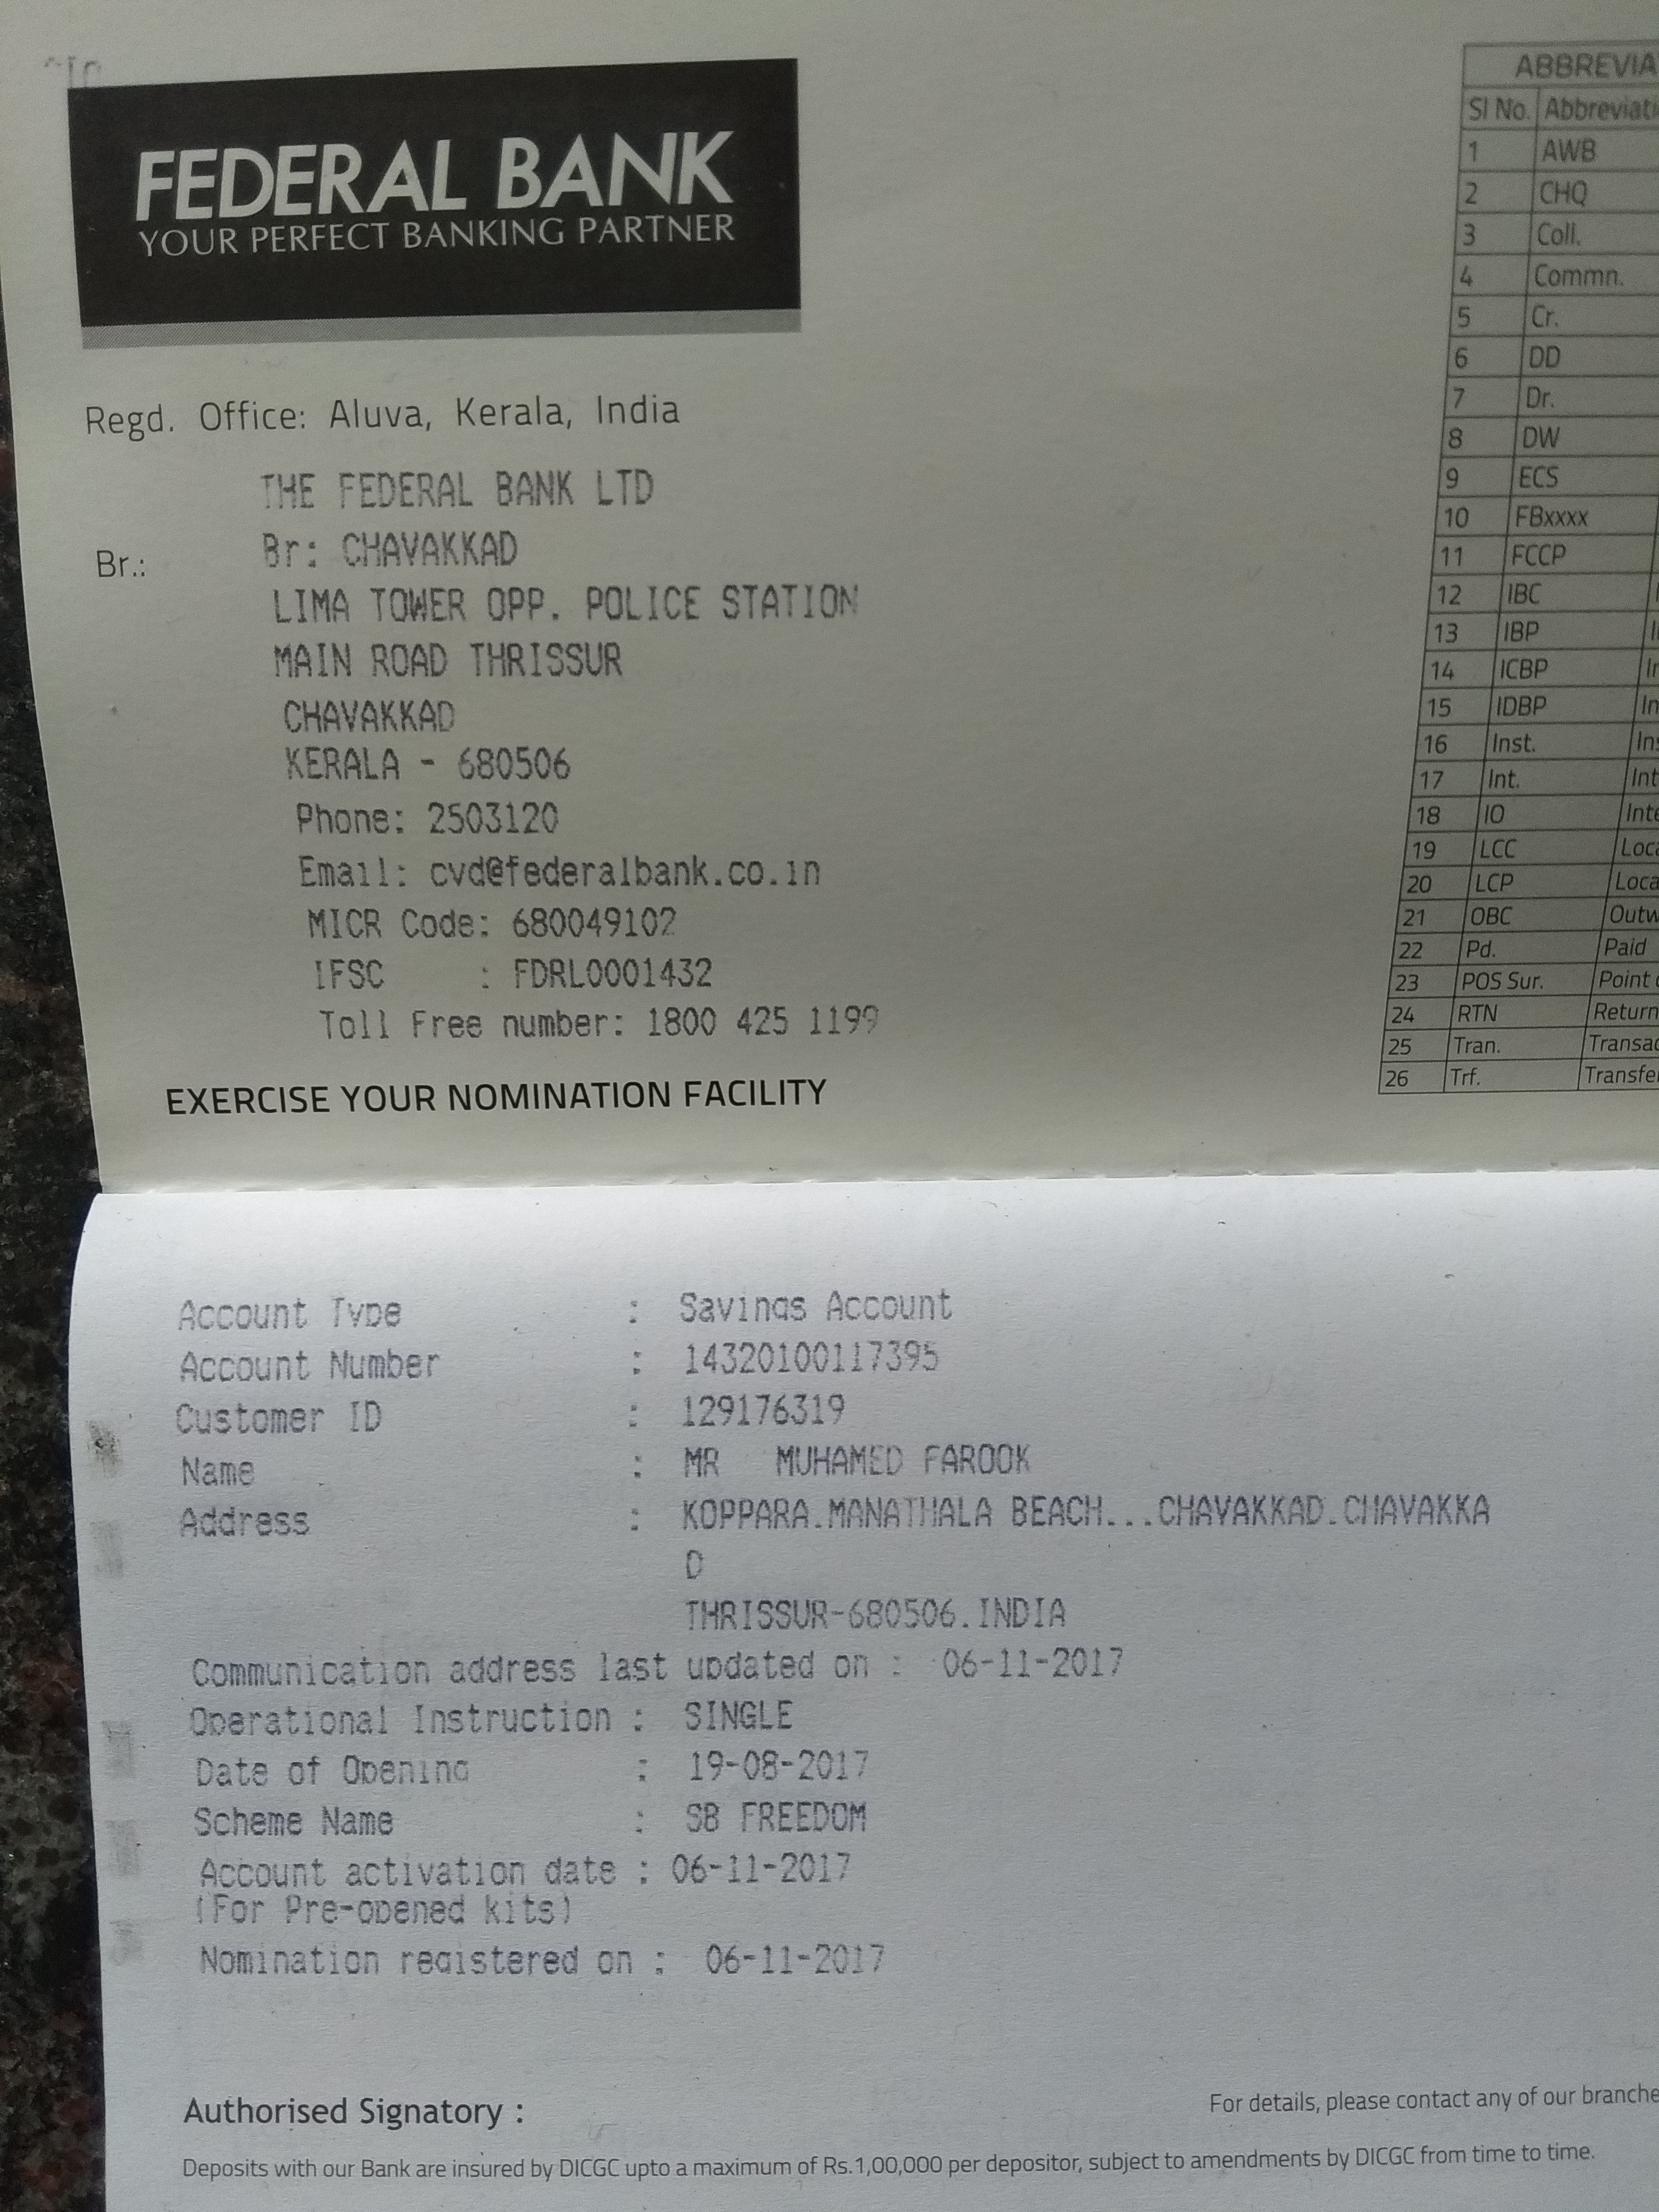 FEDERAL BANK
YOUR PERFECT BANKING PARTNER
Regd. Office: Aluva, Kerala, India
THE FEDERAL BANK LTD
Br.: Br: CHAVAKKAD
LIMA TOWER OPP. POLICE STATION
MAIN ROAD THRISSUR
CHAVAKKAD
KERALA - 680506
Phone: 2503120
Email: cvd@federalbank.co.in
MICR Code: 680049102
IFSC : FDRL0001432
Toll Free number: 1800 425 1199
EXERCISE YOUR NOMINATION FACILITY
ABBREVIA
Sl No. Abbreviati
1 AWB
2 CHQ
3 Coll.
4 Commn.
5 Cr.
6 DD
7 Dr.
8 DW
9 ECS
10 FBxxxx
11 FCCP
12 IBC
13 IBP
14 ICBP In
15 IDBP In
16 Inst. Ins
17 Int. Int
18 IO Inte
19 LCC Loca
20 LCP Loca
21 OBC Outw
22 Pd. Paid
23 POS Sur. Point
24 RTN Return
25 Tran. Transac
26 Trf. Transfe
Account Type : Savings Account
Account Number : 14320100117395
Customer ID : 129176319
Name : MR MUHAMED FAROOK
Address : KOPPARA.MANATHALA BEACH...CHAVAKKAD.CHAVAKKA
D
THRISSUR-680506.INDIA
Communication address last updated on : 06-11-2017
Operational Instruction : SINGLE
Date of Opening : 19-08-2017
Scheme Name : SB FREEDOM
Account activation date : 06-11-2017
(For Pre-opened kits)
Nomination registered on : 06-11-2017
Authorised Signatory :
For details, please contact any of our branche
Deposits with our Bank are insured by DICGC upto a maximum of Rs.1,00,000 per depositor, subject to amendments by DICGC from time to time.